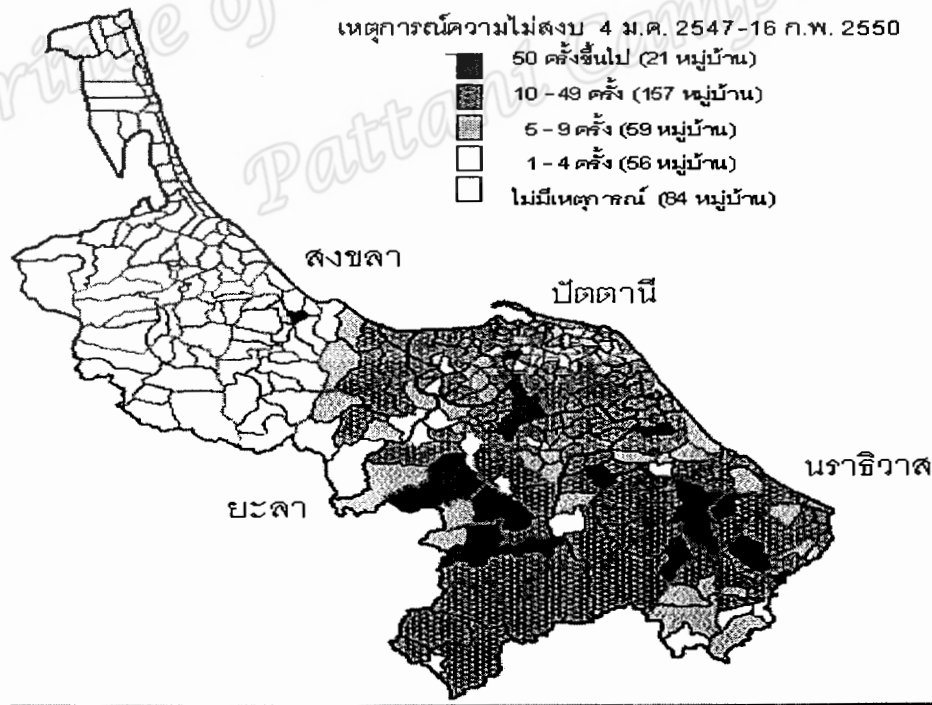 เหตุการณ์ความไม่สงบ 4 ม.ค. 2547-16 ก.พ. 2550
50 ครั้งขึ้นไป (21 หมู่บ้าน)
10 - 49 ครั้ง (157 หมู่บ้าน)
5 - 9 ครั้ง (59 หมู่บ้าน)
1 - 4 ครั้ง (56 หมู่บ้าน)
ไม่มีเหตุการณ์ (84 หมู่บ้าน)
สงขลา
ปัตตานี
นราธิวาส
ยะลา
Prince of
Pattani Camp